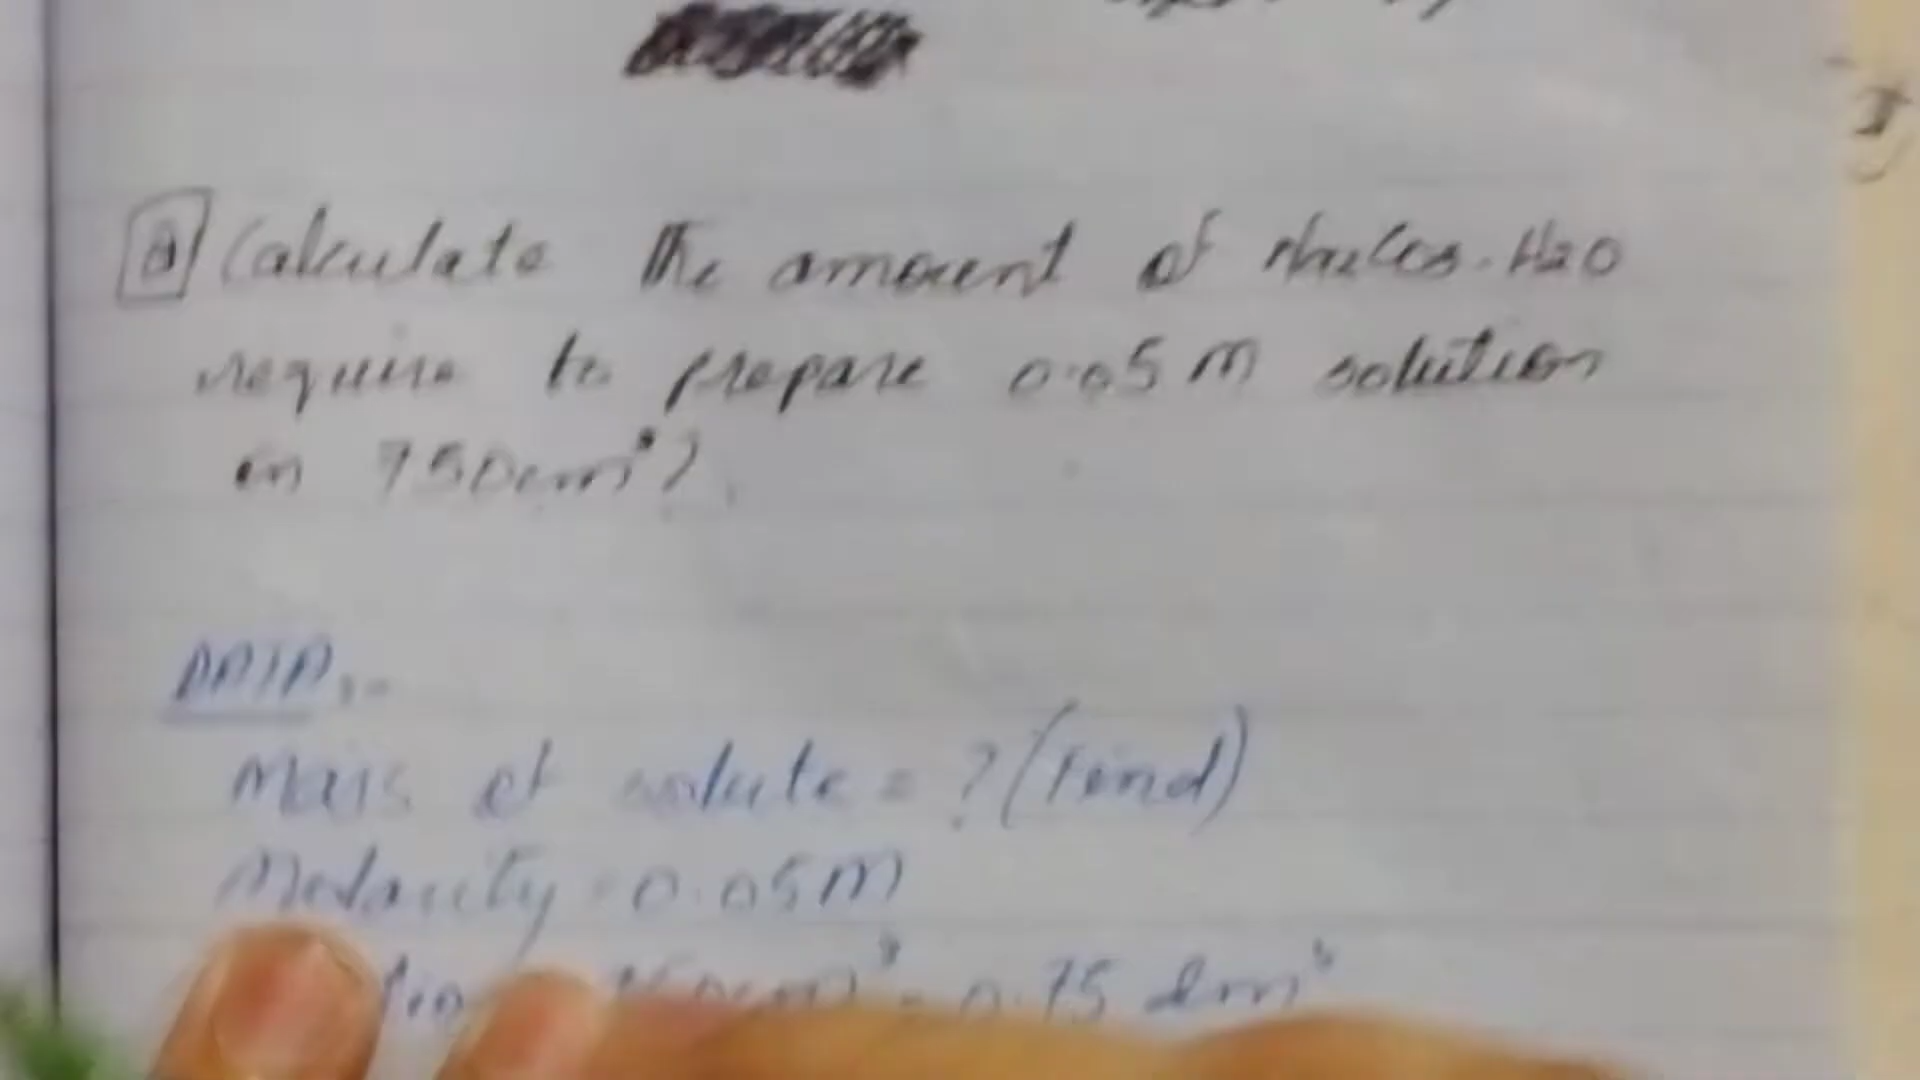 a Calculate the amount of Na2CO3.H2O
require to prepare 0.05 M solution
in 750cm³?
DATA:-
Mass of solute = ? (Find)
Molarity = 0.05M
750cm³ = 0.75 dm³